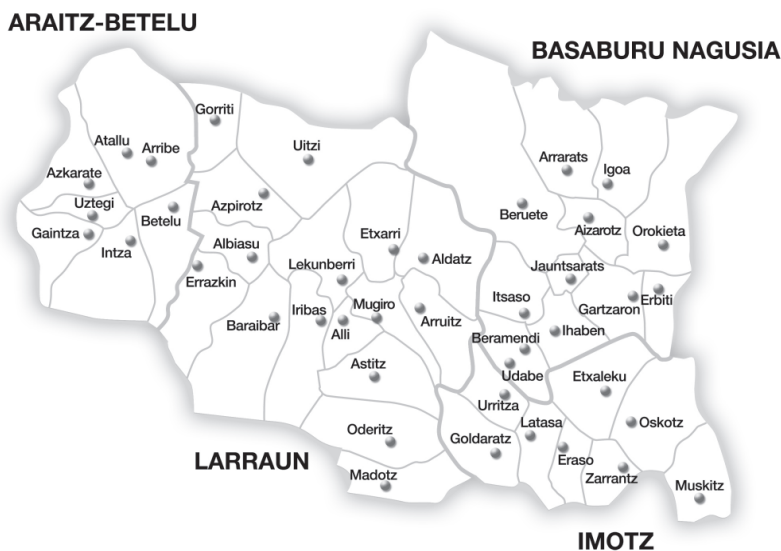 ARAITZ-BETELU
BASABURU NAGUSIA
Gorriti
Atallu
Arribe
Uitzi
Azkarate
Uztegi
Betelu
Gaintza
Intza
Azpirotz
Albiasu
Errazkin
Etxarri
Aldatz
Lekunberri
Mugiro
Iribas
Baraibar
Alli
Arruitz
Astitz
Oderitz
Madotz
LARRAUN
Ararats
Igoa
Beruete
Aizarotz
Orokieta
Jauntsarats
Itsaso
Gartzaron
Erbiti
Beramendi
Ihaben
Udabe
Etxaleku
Urritza
Latasa
Oskotz
Goldaratz
Eraso
Zarrantz
Muskitz
IMOTZ